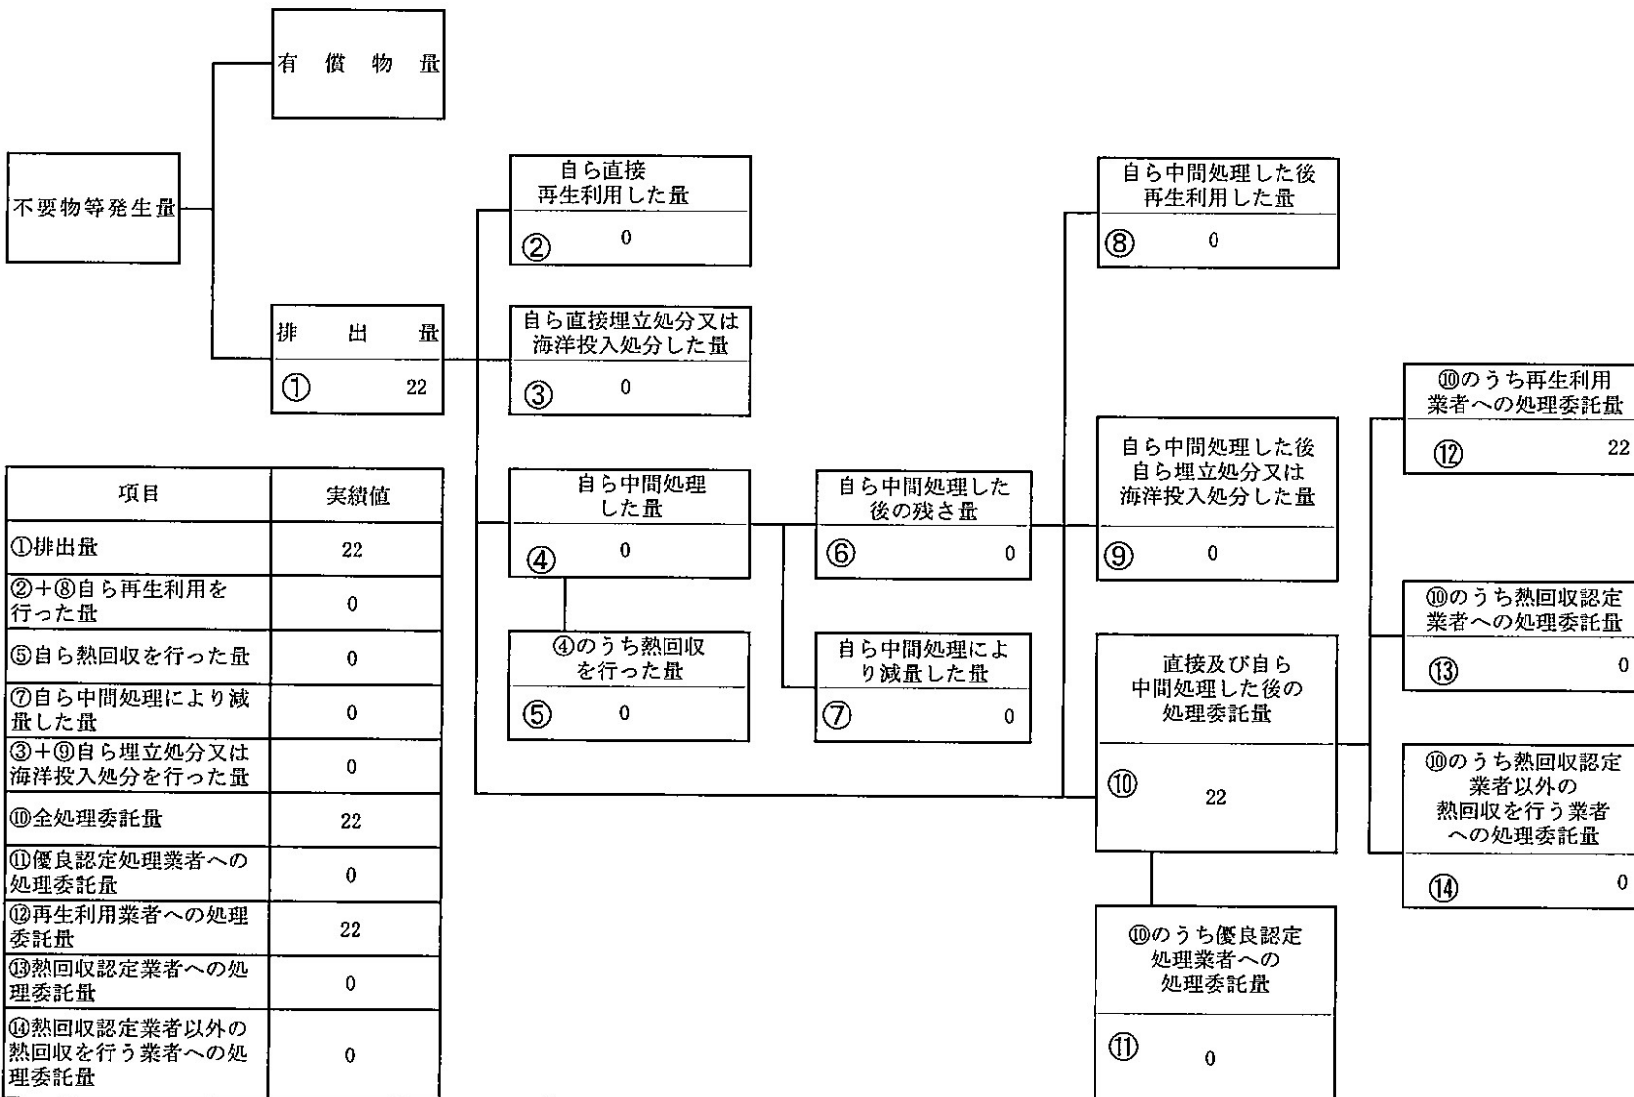 有償物量
不要物等発生量
排出量
① 22
自ら直接
再生利用した量
② 0
自ら直接埋立処分又は
海洋投入処分した量
③ 0
自ら中間処理
した量
④ 0
④のうち熱回収
を行った量
⑤ 0
自ら中間処理した
後の残さ量
⑥ 0
自ら中間処理によ
り減量した量
⑦ 0
自ら中間処理した後
再生利用した量
⑧ 0
自ら中間処理した後
自ら埋立処分又は
海洋投入処分した量
⑨ 0
直接及び自ら
中間処理した後の
処理委託量
⑩ 22
⑩のうち優良認定
処理業者への
処理委託量
⑪ 0
⑩のうち再生利用
業者への処理委託量
⑫ 22
⑩のうち熱回収認定
業者への処理委託量
⑬ 0
⑩のうち熱回収認定
業者以外の
熱回収を行う業者
への処理委託量
⑭ 0
項目 実績値
①排出量 22
②+⑧自ら再生利用を
行った量 0
⑤自ら熱回収を行った量 0
⑦自ら中間処理により減
量した量 0
③+⑨自ら埋立処分又は
海洋投入処分を行った量 0
⑩全処理委託量 22
⑪優良認定処理業者への
処理委託量 0
⑫再生利用業者への処理
委託量 22
⑬熱回収認定業者への処
理委託量 0
⑭熱回収認定業者以外の
熱回収を行う業者への処
理委託量 0